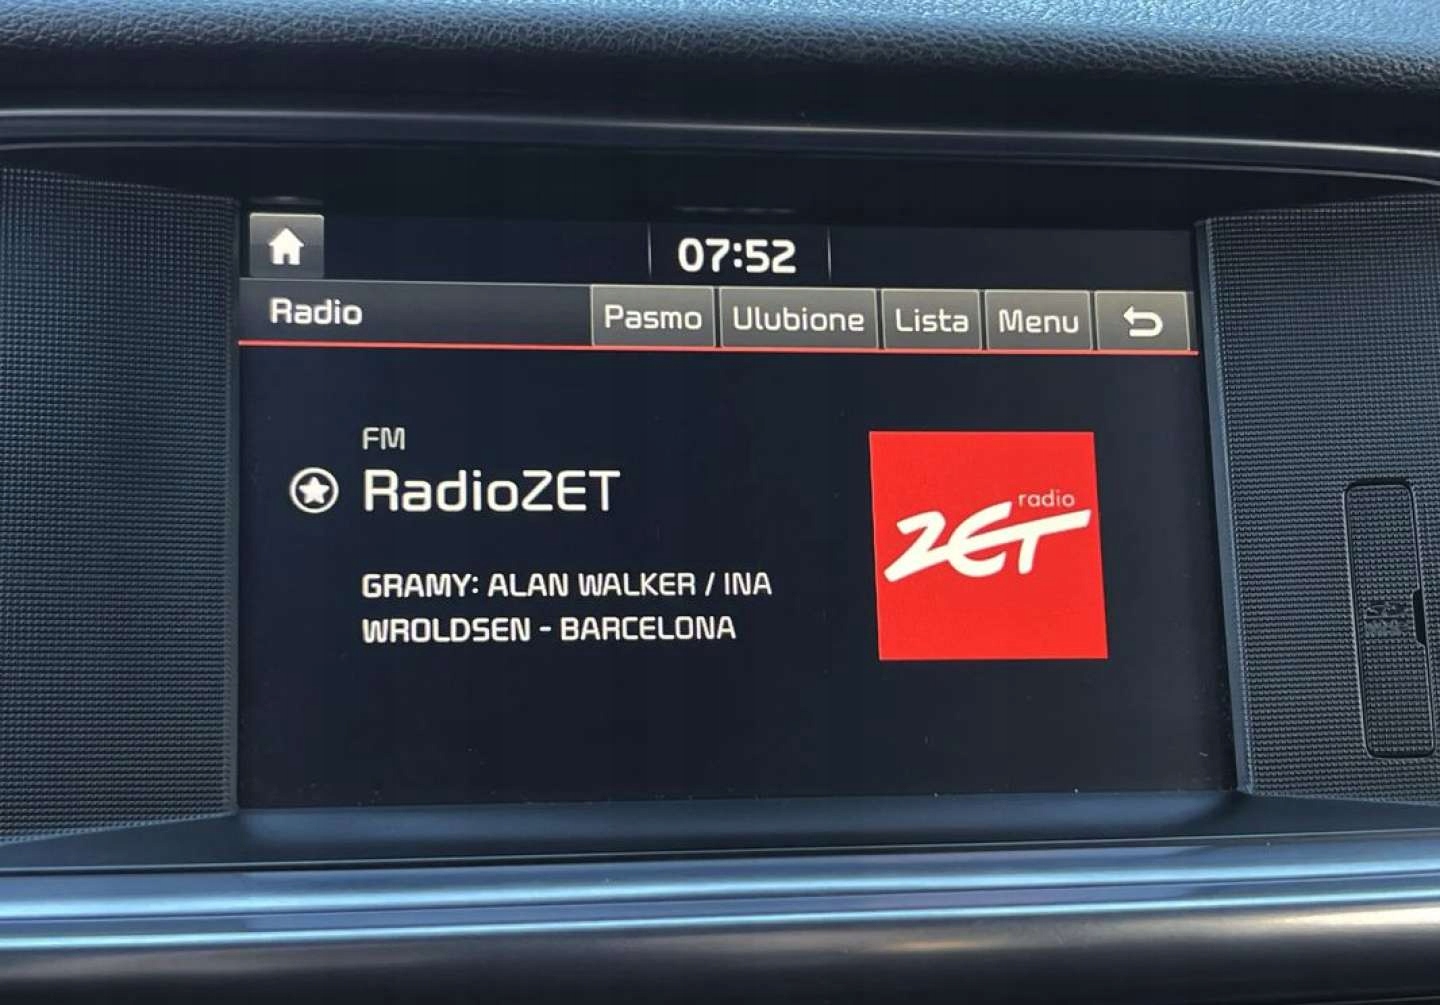 07:52
Radio
Pasmo
Ulubione
Lista
Menu
FM
RadioZET
GRAMY: ALAN WALKER / INA
WROLDSEN - BARCELONA
radio
ZET